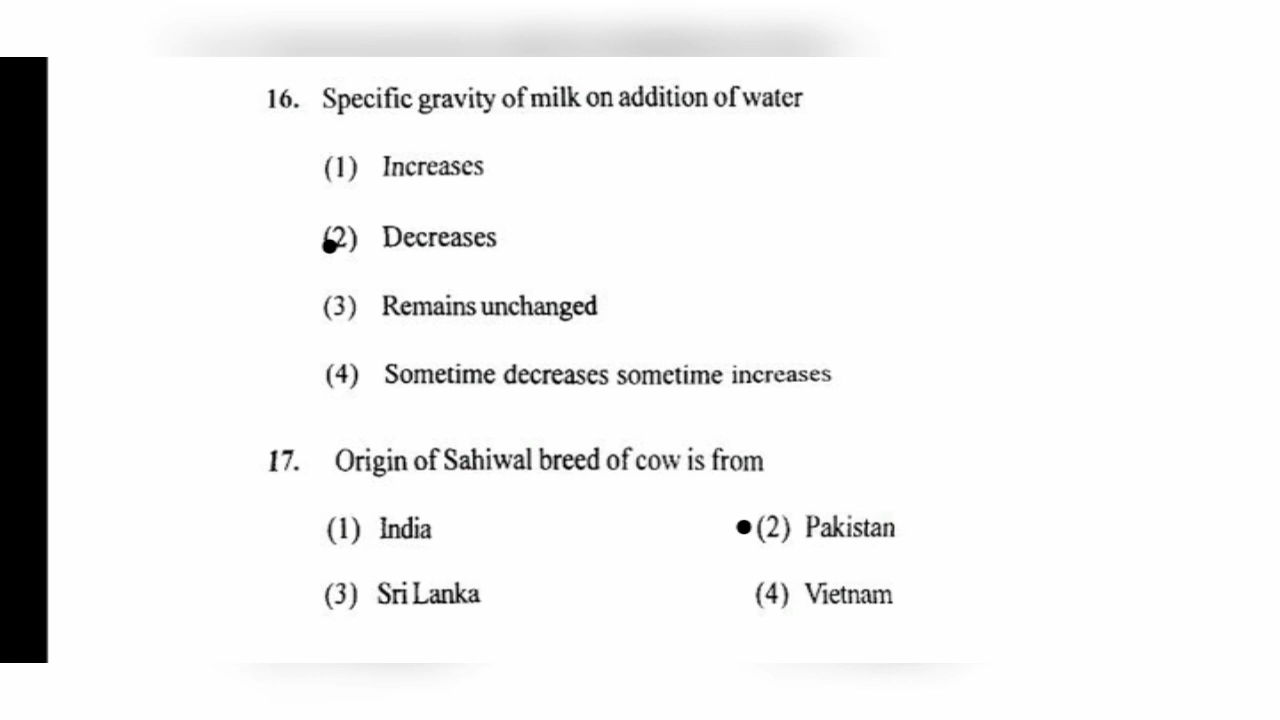 16. Specific gravity of milk on addition of water
(1) Increases
(2) Decreases
(3) Remains unchanged
(4) Sometime decreases sometime increases
17. Origin of Sahiwal breed of cow is from
(1) India (2) Pakistan
(3) Sri Lanka (4) Vietnam